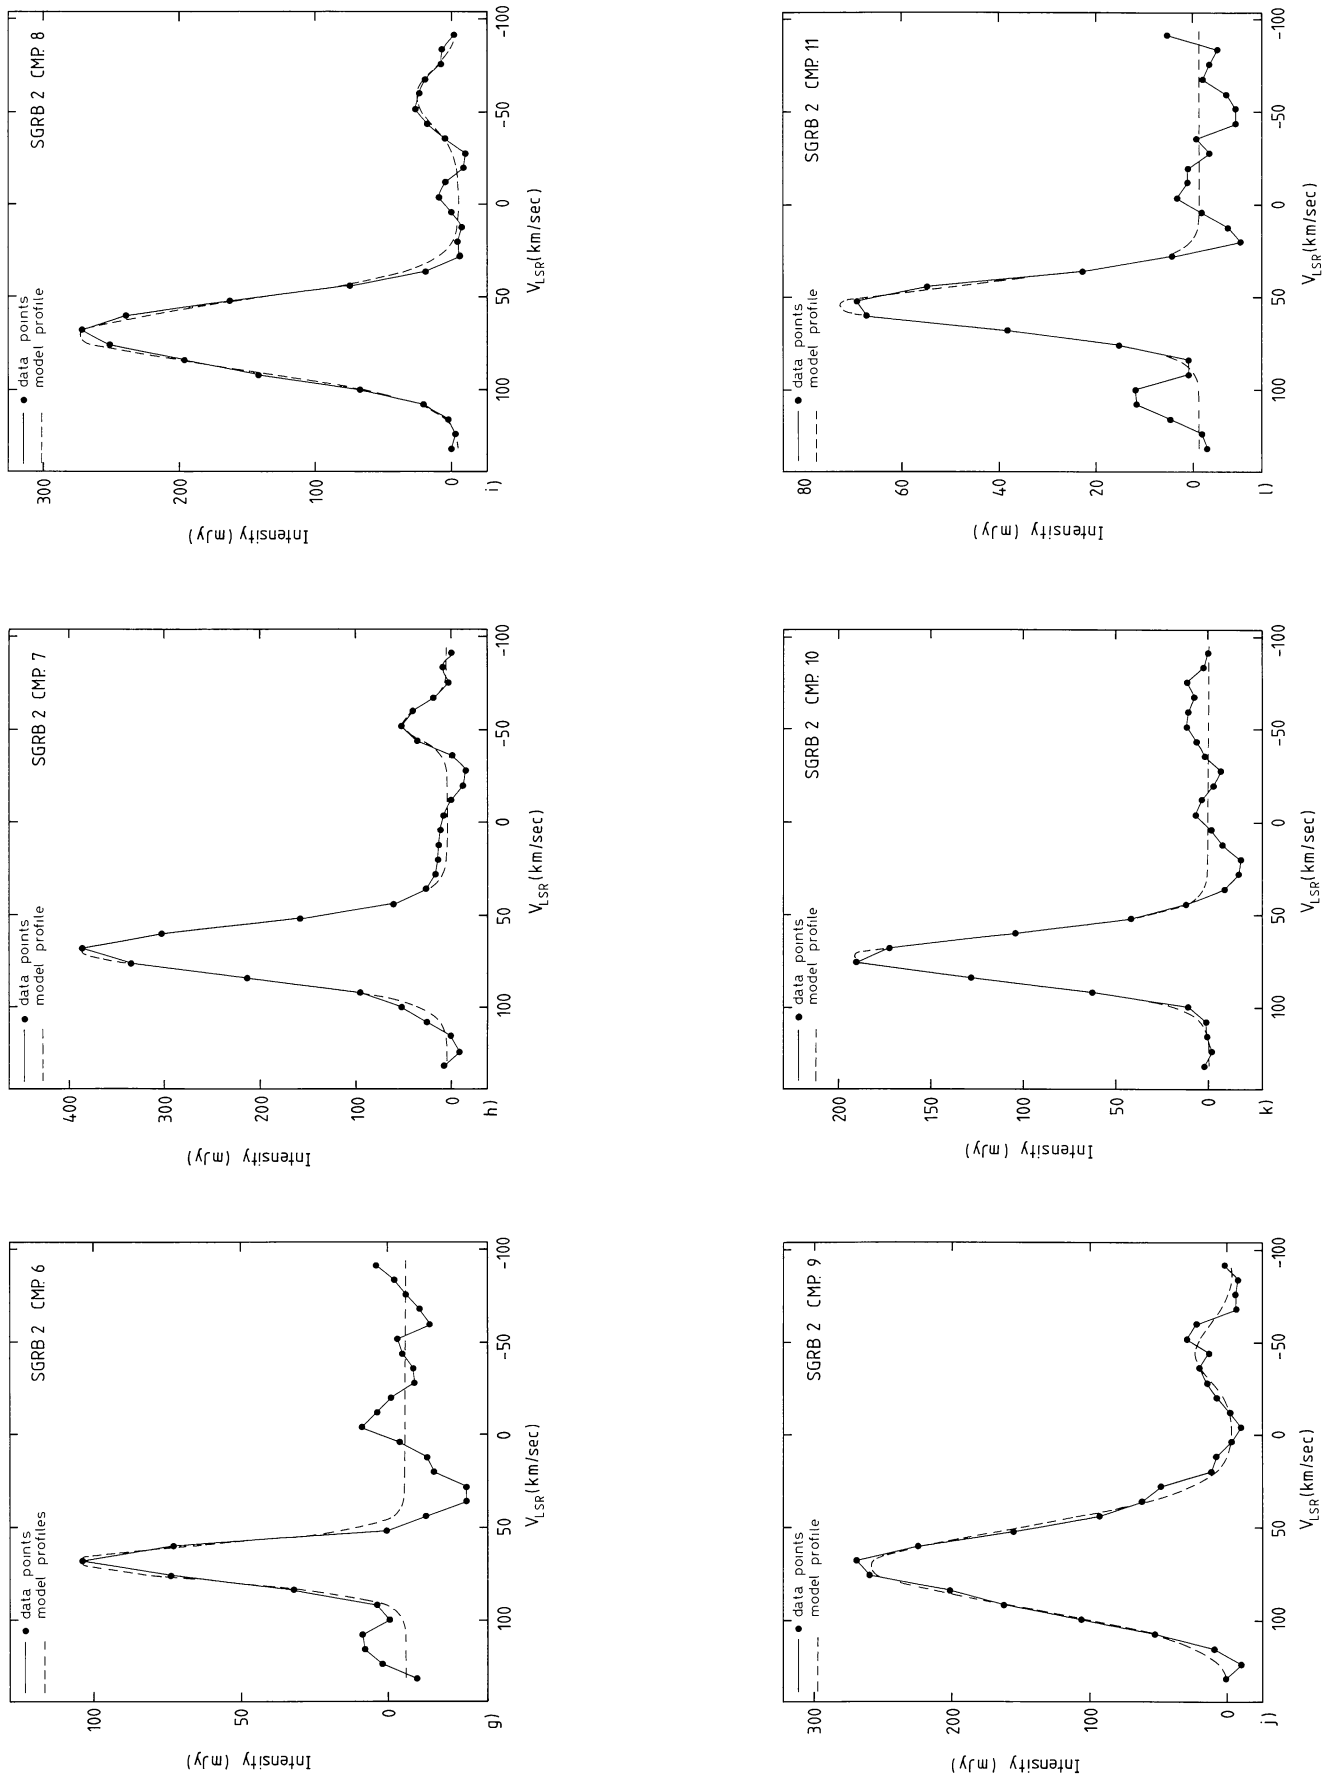 SGRB 2 CMP. 6
data points
model profiles
100
50
0
g)
Intensity (mJy)
100
50
0
-50
-100
VLSR (km/sec)
SGRB 2 CMP. 7
data points
model profile
400
300
200
100
0
h)
Intensity (mJy)
100
50
0
-50
-100
VLSR (km/sec)
SGRB 2 CMP. 8
data points
model profile
300
200
100
0
i)
Intensity (mJy)
100
50
0
-50
-100
VLSR (km/sec)
SGRB 2 CMP. 9
data points
model profile
300
200
100
0
j)
Intensity (mJy)
100
50
0
-50
-100
VLSR (km/sec)
SGRB 2 CMP. 10
data points
model profile
200
150
100
50
0
k)
Intensity (mJy)
100
50
0
-50
-100
VLSR (km/sec)
SGRB 2 CMP. 11
data points
model profile
80
60
40
20
0
l)
Intensity (mJy)
100
50
0
-50
-100
VLSR (km/sec)